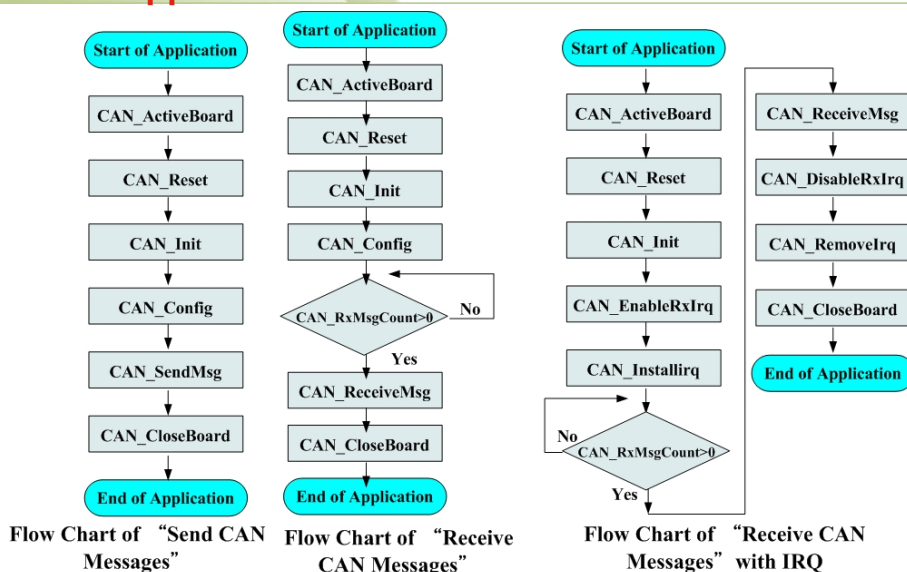 Start of Application
CAN_ActiveBoard
CAN_Reset
CAN_Init
CAN_Config
CAN_SendMsg
CAN_CloseBoard
End of Application
Flow Chart of “Send CAN
Messages”
Start of Application
CAN_ActiveBoard
CAN_Reset
CAN_Init
CAN_Config
CAN_RxMsgCount>0
No
Yes
CAN_ReceiveMsg
CAN_CloseBoard
End of Application
Flow Chart of “Receive
CAN Messages”
Start of Application
CAN_ActiveBoard
CAN_Reset
CAN_Init
CAN_EnableRxIrq
CAN_Installirq
No
CAN_RxMsgCount>0
Yes
CAN_ReceiveMsg
CAN_DisableRxIrq
CAN_RemoveIrq
CAN_CloseBoard
End of Application
Flow Chart of “Receive CAN
Messages” with IRQ